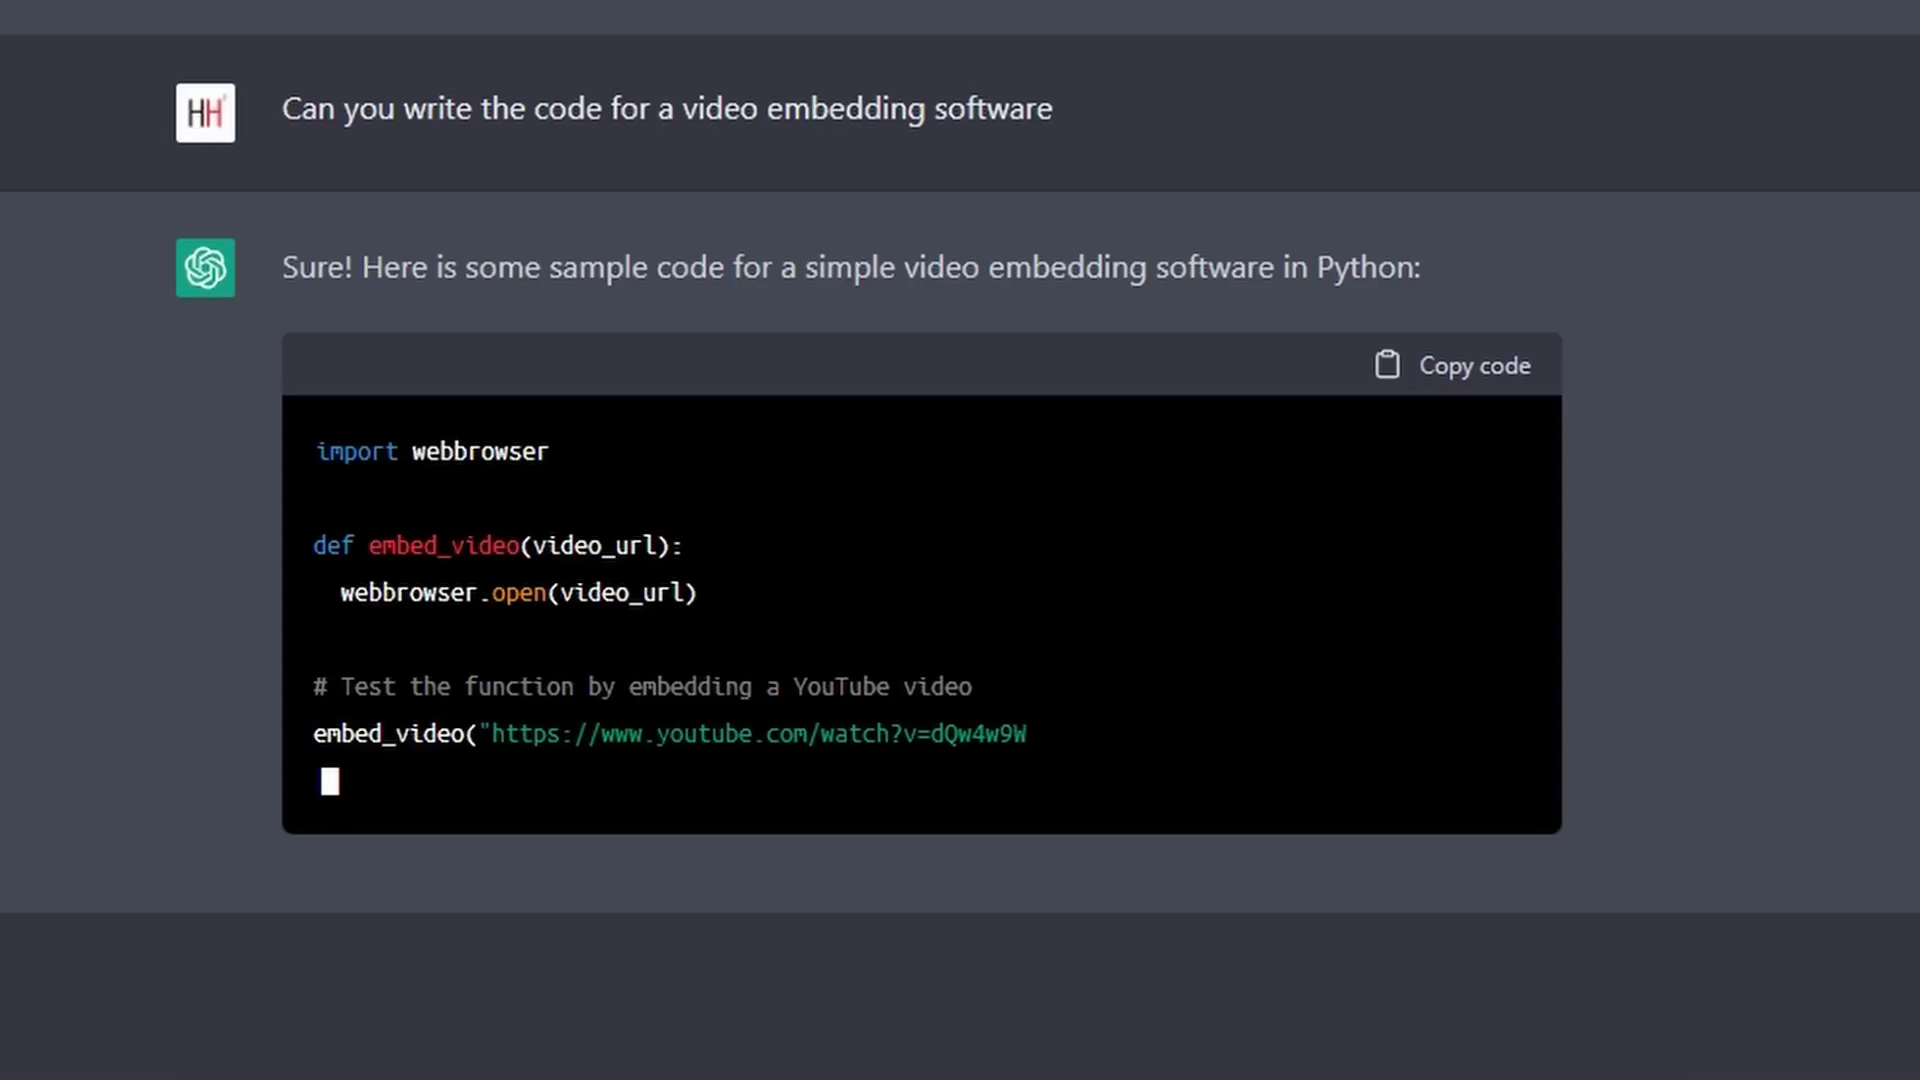 HH
Can you write the code for a video embedding software
Sure! Here is some sample code for a simple video embedding software in Python:
Copy code
import webbrowser
def embed_video(video_url):
webbrowser.open(video_url)
# Test the function by embedding a YouTube video
embed_video("https://www.youtube.com/watch?v=dQw4w9W